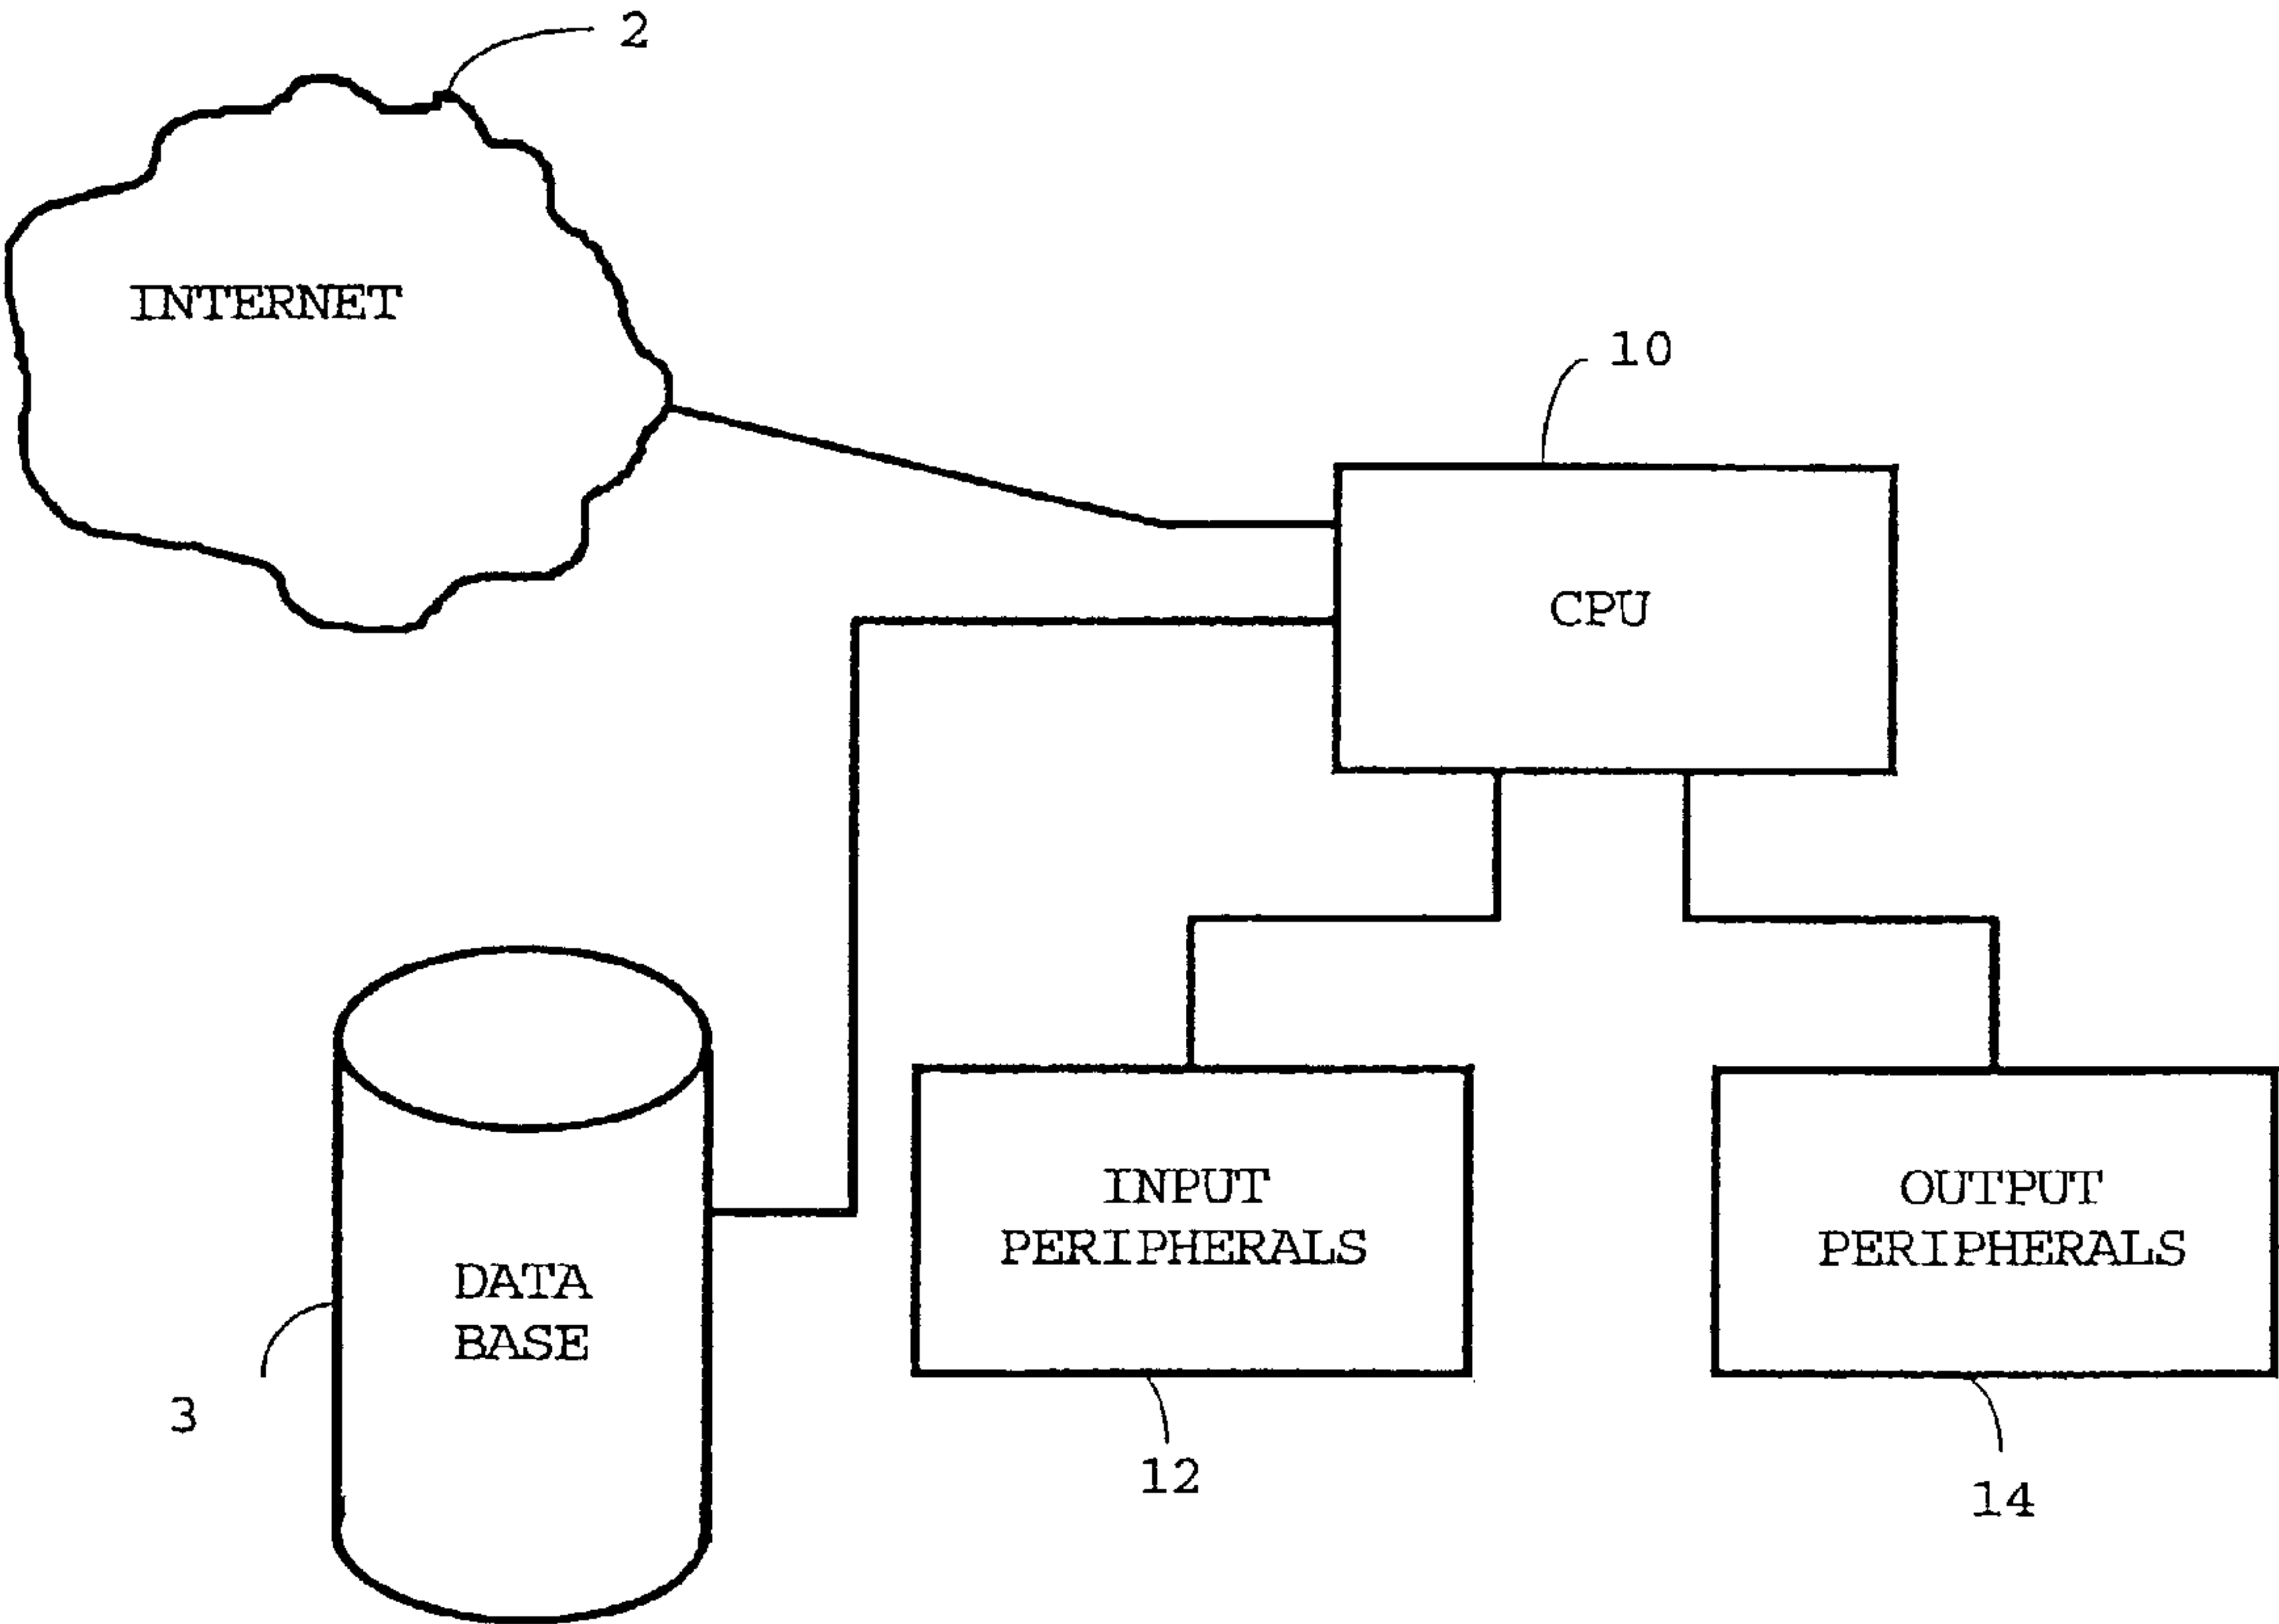 2
INTERNET
10
CPU
INPUT
PERIPHERALS
OUTPUT
PERIPHERALS
DATA
BASE
3
12
14